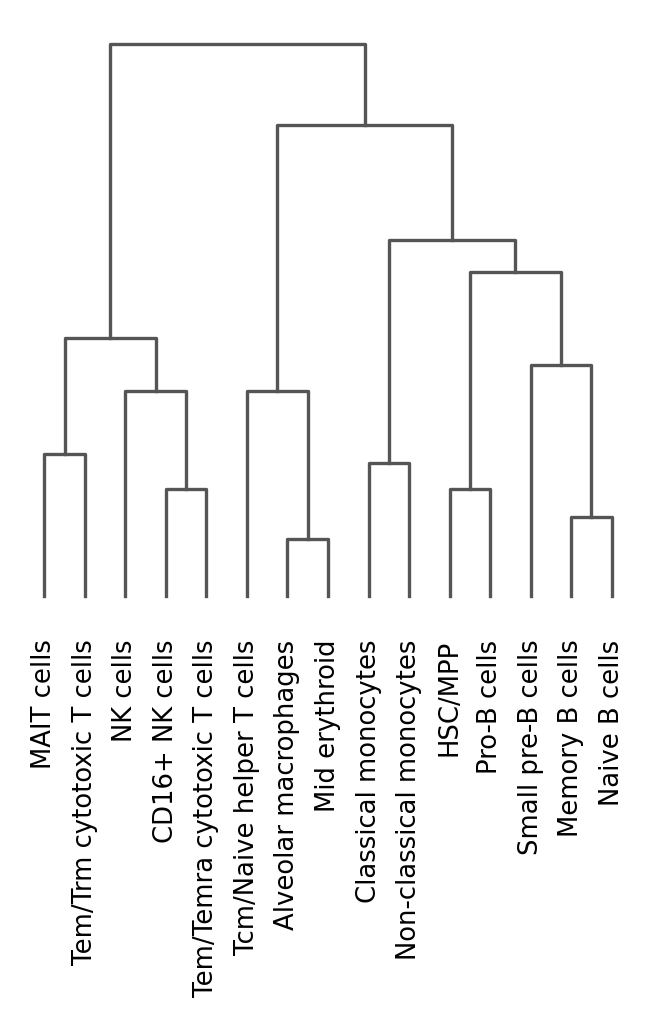 MAIT cells
Tem/Trm cytotoxic T cells
NK cells
CD16+ NK cells
Tem/Temra cytotoxic T cells
Tcm/Naive helper T cells
Alveolar macrophages
Mid erythroid
Classical monocytes
Non-classical monocytes
HSC/MPP
Pro-B cells
Small pre-B cells
Memory B cells
Naive B cells